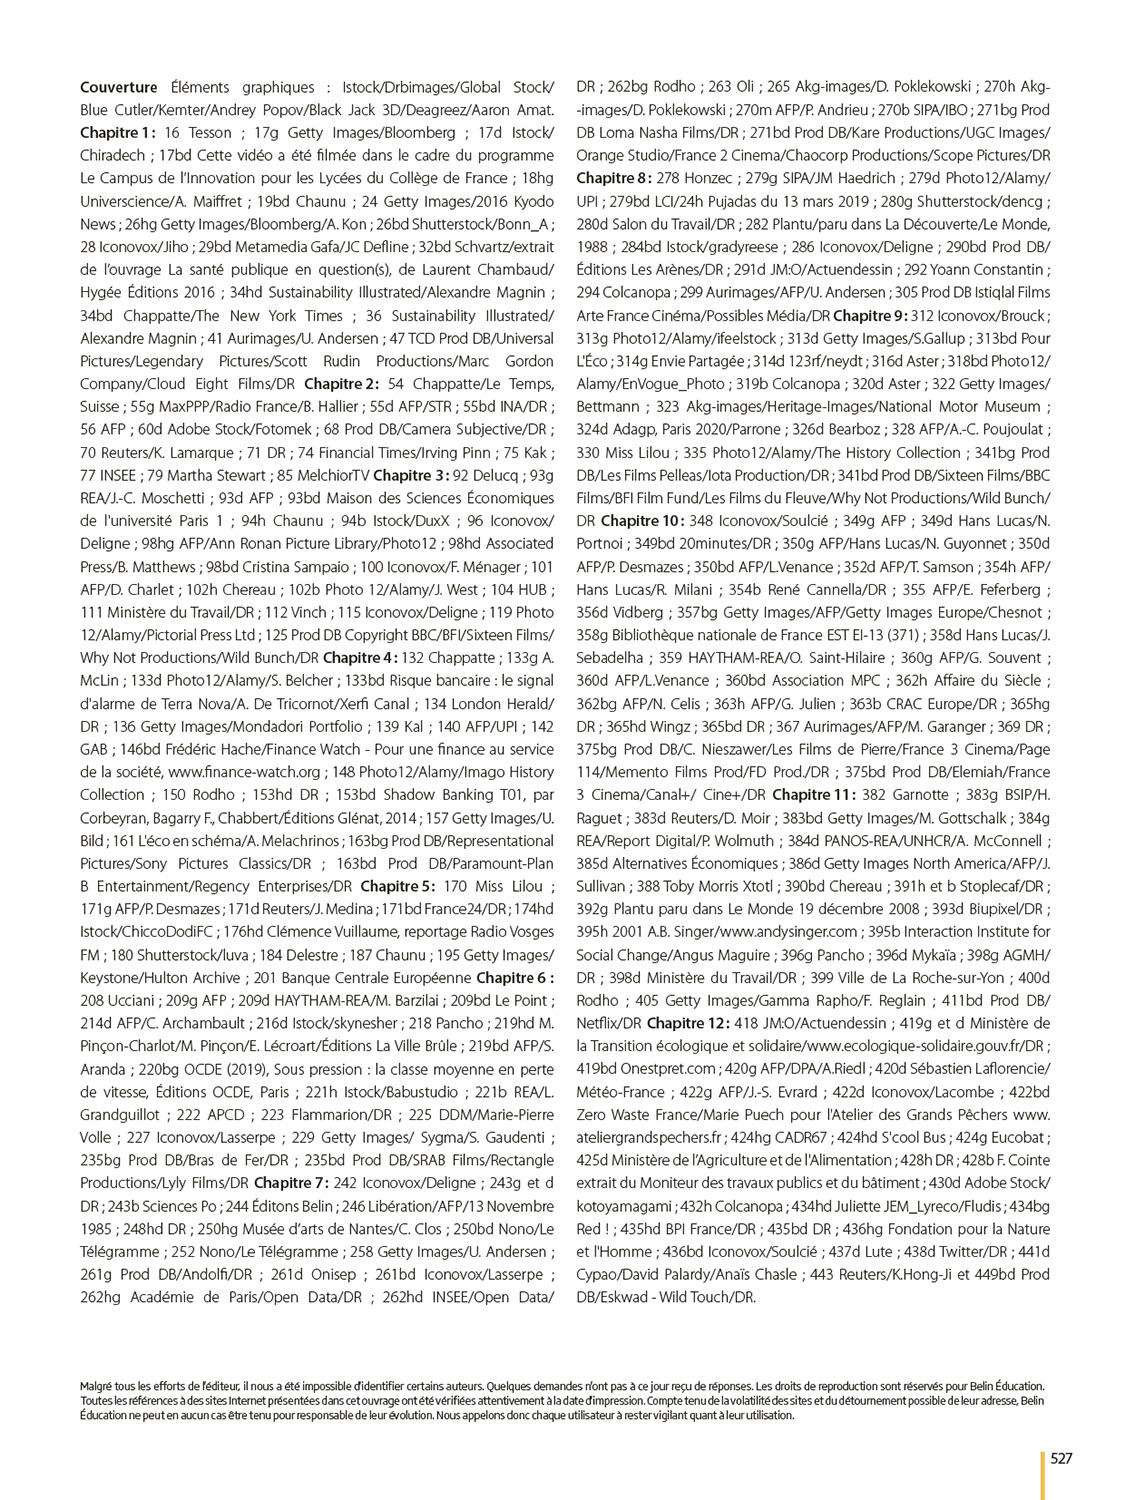 Couverture Éléments graphiques : Istock/Drbimages/Global Stock/
Blue Cutler/Kemter/Andrey Popov/Black Jack 3D/Deagreez/Aaron Amat.
Chapitre 1 : 16 Tesson ; 17g Getty Images/Bloomberg ; 17d Istock/
Chiradech ; 17bd Cette vidéo a été filmée dans le cadre du programme
Le Campus de l’Innovation pour les Lycées du Collège de France ; 18hg
Universcience/A. Maiffret ; 19bd Chaunu ; 24 Getty Images/2016 Kyodo
News ; 26hg Getty Images/Bloomberg/A. Kon ; 26bd Shutterstock/Bonn_A ;
28 Iconovox/Jiho ; 29bd Metamedia Gafa/JC Defline ; 32bd Schvartz/extrait
de l’ouvrage La santé publique en question(s), de Laurent Chambaud/
Hygée Éditions 2016 ; 34hd Sustainability Illustrated/Alexandre Magnin ;
34bd Chappatte/The New York Times ; 36 Sustainability Illustrated/
Alexandre Magnin ; 41 Aurimages/U. Andersen ; 47 TCD Prod DB/Universal
Pictures/Legendary Pictures/Scott Rudin Productions/Marc Gordon
Company/Cloud Eight Films/DR Chapitre 2 : 54 Chappatte/Le Temps,
Suisse ; 55g MaxPPP/Radio France/B. Hallier ; 55d AFP/STR ; 55bd INA/DR ;
56 AFP ; 60d Adobe Stock/Fotomek ; 68 Prod DB/Camera Subjective/DR ;
70 Reuters/K. Lamarque ; 71 DR ; 74 Financial Times/Irving Pinn ; 75 Kak ;
77 INSEE ; 79 Martha Stewart ; 85 MelchiorTV Chapitre 3 : 92 Delucq ; 93g
REA/J.-C. Moschetti ; 93d AFP ; 93bd Maison des Sciences Économiques
de l'université Paris 1 ; 94h Chaunu ; 94b Istock/DuxX ; 96 Iconovox/
Deligne ; 98hg AFP/Ann Ronan Picture Library/Photo12 ; 98hd Associated
Press/B. Matthews ; 98bd Cristina Sampaio ; 100 Iconovox/F. Ménager ; 101
AFP/D. Charlet ; 102h Chereau ; 102b Photo 12/Alamy/J. West ; 104 HUB ;
111 Ministère du Travail/DR ; 112 Vinch ; 115 Iconovox/Deligne ; 119 Photo
12/Alamy/Pictorial Press Ltd ; 125 Prod DB Copyright BBC/BFI/Sixteen Films/
Why Not Productions/Wild Bunch/DR Chapitre 4 : 132 Chappatte ; 133g A.
McLin ; 133d Photo12/Alamy/S. Belcher ; 133bd Risque bancaire : le signal
d'alarme de Terra Nova/A. De Tricornot/Xerfi Canal ; 134 London Herald/
DR ; 136 Getty Images/Mondadori Portfolio ; 139 Kal ; 140 AFP/UPI ; 142
GAB ; 146bd Frédéric Hache/Finance Watch - Pour une finance au service
de la société, www.finance-watch.org ; 148 Photo12/Alamy/Imago History
Collection ; 150 Rodho ; 153hd DR ; 153bd Shadow Banking T01, par
Corbeyran, Bagarry F., Chabbert/Éditions Glénat, 2014 ; 157 Getty Images/U.
Bild ; 161 L'éco en schéma/A. Melachrinos ; 163bg Prod DB/Representational
Pictures/Sony Pictures Classics/DR ; 163bd Prod DB/Paramount-Plan
B Entertainment/Regency Enterprises/DR Chapitre 5 : 170 Miss Lilou ;
171g AFP/P. Desmazes ; 171d Reuters/J. Medina ; 171bd France24/DR ; 174hd
Istock/ChiccoDodiFC ; 176hd Clémence Vuillaume, reportage Radio Vosges
FM ; 180 Shutterstock/luva ; 184 Delestre ; 187 Chaunu ; 195 Getty Images/
Keystone/Hulton Archive ; 201 Banque Centrale Européenne Chapitre 6 :
208 Ucciani ; 209g AFP ; 209d HAYTHAM-REA/M. Barzilai ; 209bd Le Point ;
214d AFP/C. Archambault ; 216d Istock/skynesher ; 218 Pancho ; 219hd M.
Pinçon-Charlot/M. Pinçon/E. Lécroart/Éditions La Ville Brûle ; 219bd AFP/S.
Aranda ; 220bg OCDE (2019), Sous pression : la classe moyenne en perte
de vitesse, Éditions OCDE, Paris ; 221h Istock/Babustudio ; 221b REA/L.
Grandguillot ; 222 APCD ; 223 Flammarion/DR ; 225 DDM/Marie-Pierre
Volle ; 227 Iconovox/Lasserpe ; 229 Getty Images/ Sygma/S. Gaudenti ;
235bg Prod DB/Bras de Fer/DR ; 235bd Prod DB/SRAB Films/Rectangle
Productions/Lyly Films/DR Chapitre 7 : 242 Iconovox/Deligne ; 243g et d
DR ; 243b Sciences Po ; 244 Éditons Belin ; 246 Libération/AFP/13 Novembre
1985 ; 248hd DR ; 250hg Musée d’arts de Nantes/C. Clos ; 250bd Nono/Le
Télégramme ; 252 Nono/Le Télégramme ; 258 Getty Images/U. Andersen ;
261g Prod DB/Andolfi/DR ; 261d Onisep ; 261bd Iconovox/Lasserpe ;
262hg Académie de Paris/Open Data/DR ; 262hd INSEE/Open Data/
DR ; 262bg Rodho ; 263 Oli ; 265 Akg-images/D. Poklekowski ; 270h Akg-
-images/D. Poklekowski ; 270m AFP/P. Andrieu ; 270b SIPA/IBO ; 271bg Prod
DB Loma Nasha Films/DR ; 271bd Prod DB/Kare Productions/UGC Images/
Orange Studio/France 2 Cinema/Chaocorp Productions/Scope Pictures/DR
Chapitre 8 : 278 Honzec ; 279g SIPA/JM Haedrich ; 279d Photo12/Alamy/
UPI ; 279bd LCI/24h Pujadas du 13 mars 2019 ; 280g Shutterstock/dencg ;
280d Salon du Travail/DR ; 282 Plantu/paru dans La Découverte/Le Monde,
1988 ; 284bd Istock/gradyreese ; 286 Iconovox/Deligne ; 290bd Prod DB/
Éditions Les Arènes/DR ; 291d JM:O/Actuendessin ; 292 Yoann Constantin ;
294 Colcanopa ; 299 Aurimages/AFP/U. Andersen ; 305 Prod DB Istiqlal Films
Arte France Cinéma/Possibles Média/DR Chapitre 9 : 312 Iconovox/Brouck ;
313g Photo12/Alamy/ifeelstock ; 313d Getty Images/S.Gallup ; 313bd Pour
L'Éco ; 314g Envie Partagée ; 314d 123rf/neydt ; 316d Aster ; 318bd Photo12/
Alamy/EnVogue_Photo ; 319b Colcanopa ; 320d Aster ; 322 Getty Images/
Bettmann ; 323 Akg-images/Heritage-Images/National Motor Museum ;
324d Adagp, Paris 2020/Parrone ; 326d Bearboz ; 328 AFP/A.-C. Poujoulat ;
330 Miss Lilou ; 335 Photo12/Alamy/The History Collection ; 341bg Prod
DB/Les Films Pelleas/Iota Production/DR ; 341bd Prod DB/Sixteen Films/BBC
Films/BFI Film Fund/Les Films du Fleuve/Why Not Productions/Wild Bunch/
DR Chapitre 10 : 348 Iconovox/Soulcié ; 349g AFP ; 349d Hans Lucas/N.
Portnoi ; 349bd 20minutes/DR ; 350g AFP/Hans Lucas/N. Guyonnet ; 350d
AFP/P. Desmazes ; 350bd AFP/L.Venance ; 352d AFP/T. Samson ; 354h AFP/
Hans Lucas/R. Milani ; 354b René Cannella/DR ; 355 AFP/E. Feferberg ;
356d Vidberg ; 357bg Getty Images/AFP/Getty Images Europe/Chesnot ;
358g Bibliothèque nationale de France EST EI-13 (371) ; 358d Hans Lucas/J.
Sebadelha ; 359 HAYTHAM-REA/O. Saint-Hilaire ; 360g AFP/G. Souvent ;
360d AFP/L.Venance ; 360bd Association MPC ; 362h Affaire du Siècle ;
362bg AFP/N. Celis ; 363h AFP/G. Julien ; 363b CRAC Europe/DR ; 365hg
DR ; 365hd Wingz ; 365bd DR ; 367 Aurimages/AFP/M. Garanger ; 369 DR ;
375bg Prod DB/C. Nieszawer/Les Films de Pierre/France 3 Cinema/Page
114/Memento Films Prod/FD Prod./DR ; 375bd Prod DB/Elemiah/France
3 Cinema/Canal+/ Cine+/DR Chapitre 11 : 382 Garnotte ; 383g BSIP/H.
Raguet ; 383d Reuters/D. Moir ; 383bd Getty Images/M. Gottschalk ; 384g
REA/Report Digital/P. Wolmuth ; 384d PANOS-REA/UNHCR/A. McConnell ;
385d Alternatives Économiques ; 386d Getty Images North America/AFP/J.
Sullivan ; 388 Toby Morris Xtotl ; 390bd Chereau ; 391h et b Stoplecaf/DR ;
392g Plantu paru dans Le Monde 19 décembre 2008 ; 393d Biupixel/DR ;
395h 2001 A.B. Singer/www.andysinger.com ; 395b Interaction Institute for
Social Change/Angus Maguire ; 396g Pancho ; 396d Mykaïa ; 398g AGMH/
DR ; 398d Ministère du Travail/DR ; 399 Ville de La Roche-sur-Yon ; 400d
Rodho ; 405 Getty Images/Gamma Rapho/F. Reglain ; 411bd Prod DB/
Netflix/DR Chapitre 12 : 418 JM:O/Actuendessin ; 419g et d Ministère de
la Transition écologique et solidaire/www.ecologique-solidaire.gouv.fr/DR ;
419bd Onestpret.com ; 420g AFP/DPA/A.Riedl ; 420d Sébastien Laflorencie/
Météo-France ; 422g AFP/J.-S. Evrard ; 422d Iconovox/Lacombe ; 422bd
Zero Waste France/Marie Puech pour l'Atelier des Grands Pêchers www.
ateliergrandspechers.fr ; 424hg CADR67 ; 424hd S'cool Bus ; 424g Eucobat ;
425d Ministère de l’Agriculture et de l'Alimentation ; 428h DR ; 428b F. Cointe
extrait du Moniteur des travaux publics et du bâtiment ; 430d Adobe Stock/
kotoyamagami ; 432h Colcanopa ; 434hd Juliette JEM_Lyreco/Fludis ; 434bg
Red ! ; 435hd BPI France/DR ; 435bd DR ; 436hg Fondation pour la Nature
et l'Homme ; 436bd Iconovox/Soulcié ; 437d Lute ; 438d Twitter/DR ; 441d
Cypao/David Palardy/Anaïs Chasle ; 443 Reuters/K.Hong-Ji et 449bd Prod
DB/Eskwad - Wild Touch/DR.
Malgré tous les efforts de l'éditeur, il nous a été impossible d'identifier certains auteurs. Quelques demandes n'ont pas à ce jour reçu de réponses. Les droits de reproduction sont réservés pour Belin Éducation.
Toutes les références à des sites Internet présentées dans cet ouvrage ont été vérifiées attentivement à la date d'impression. Compte tenu de la volatilité des sites et du détournement possible de leur adresse, Belin
Éducation ne peut en aucun cas être tenu pour responsable de leur évolution. Nous appelons donc chaque utilisateur à rester vigilant quant à leur utilisation.
527